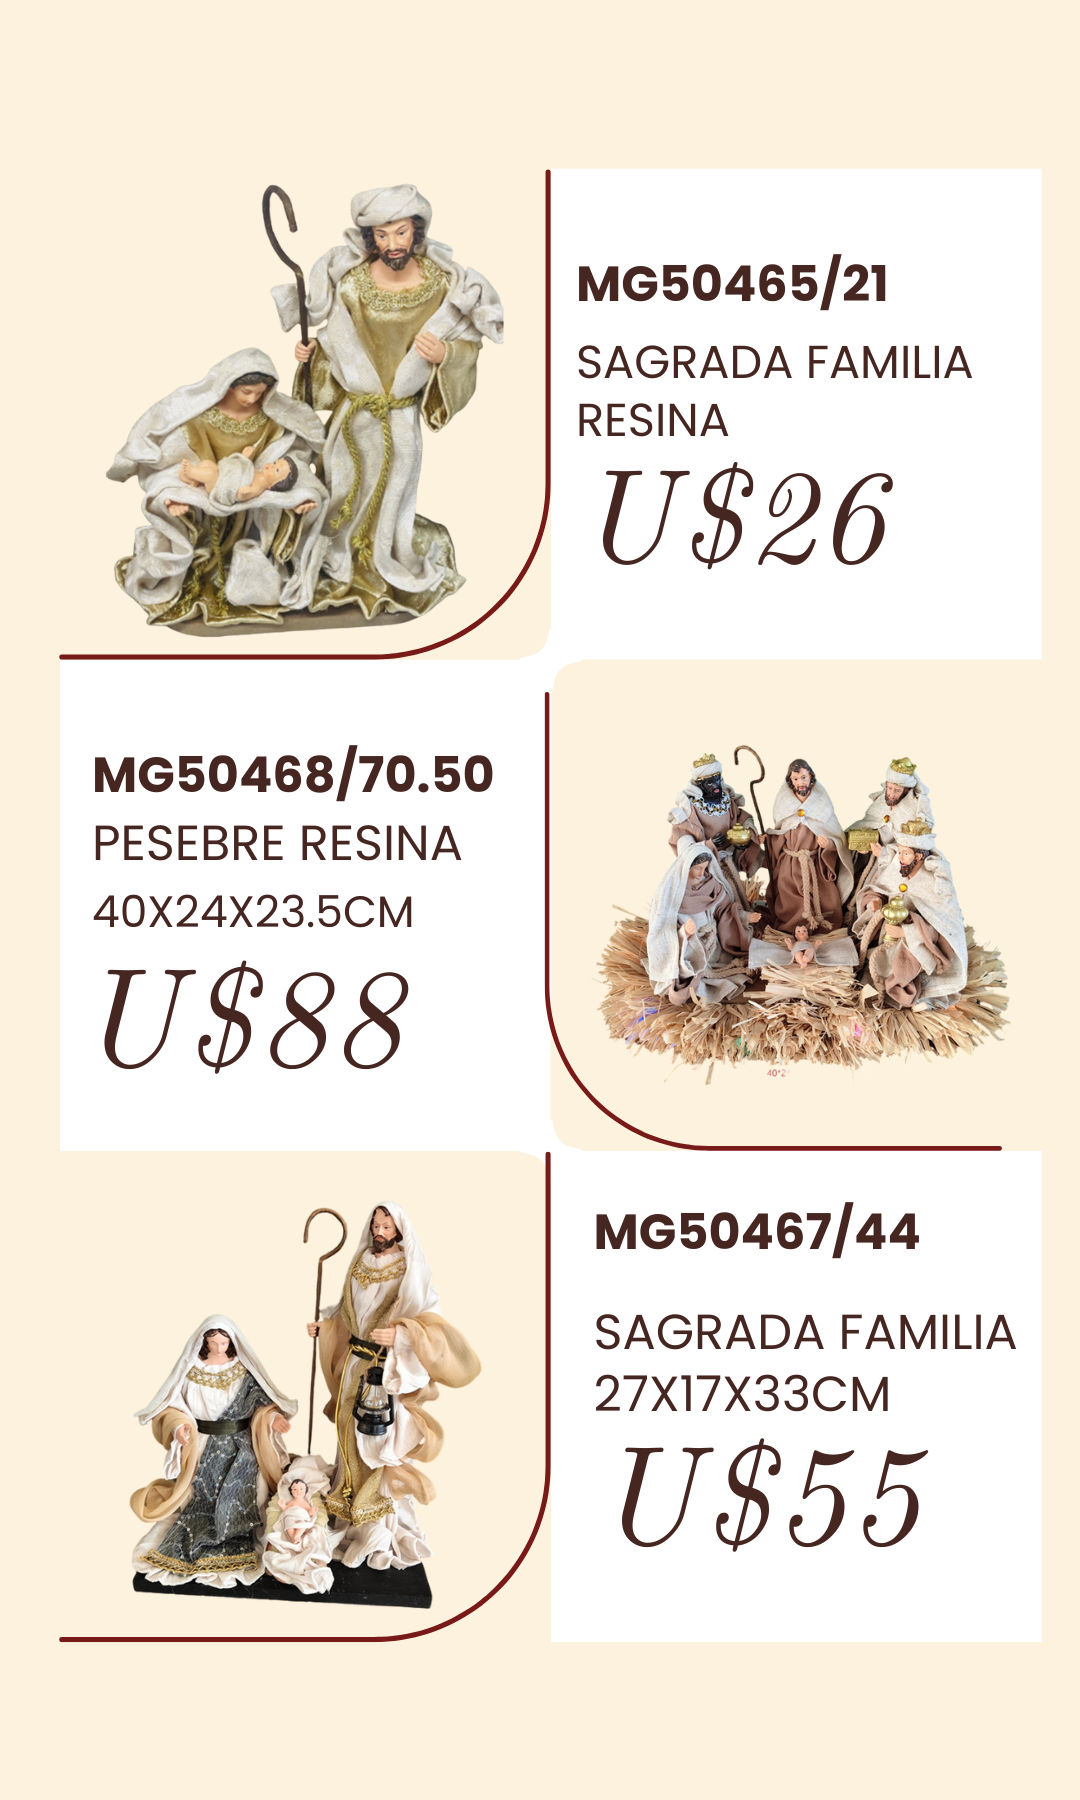 MG50465/21
SAGRADA FAMILIA
RESINA
U$26
MG50468/70.50
PESEBRE RESINA
40X24X23.5CM
U$88
40*2
MG50467/44
SAGRADA FAMILIA
27X17X33CM
U$55